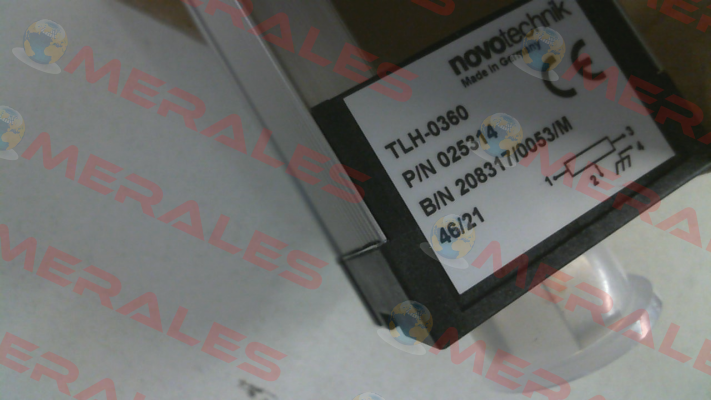 novotechnik
Made in Germany
CE
TLH-0360
P/N 025314
B/N 208317/0053/M
46/21
1
2
3
4
MERALES
MERALES
MERALES
MERALES
MERALES
MERALES